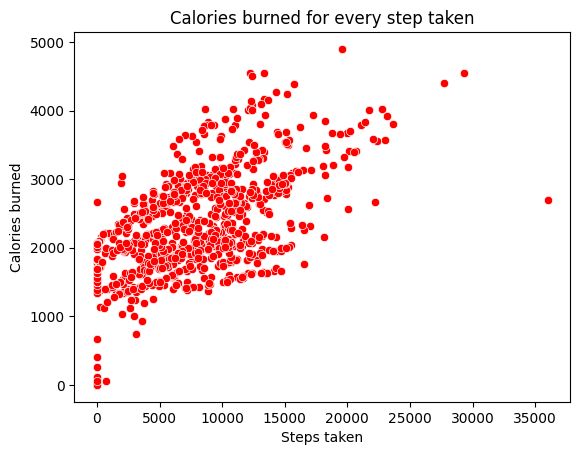 Calories burned for every step taken
Calories burned
5000
4000
3000
2000
1000
0
0 5000 10000 15000 20000 25000 30000 35000
Steps taken